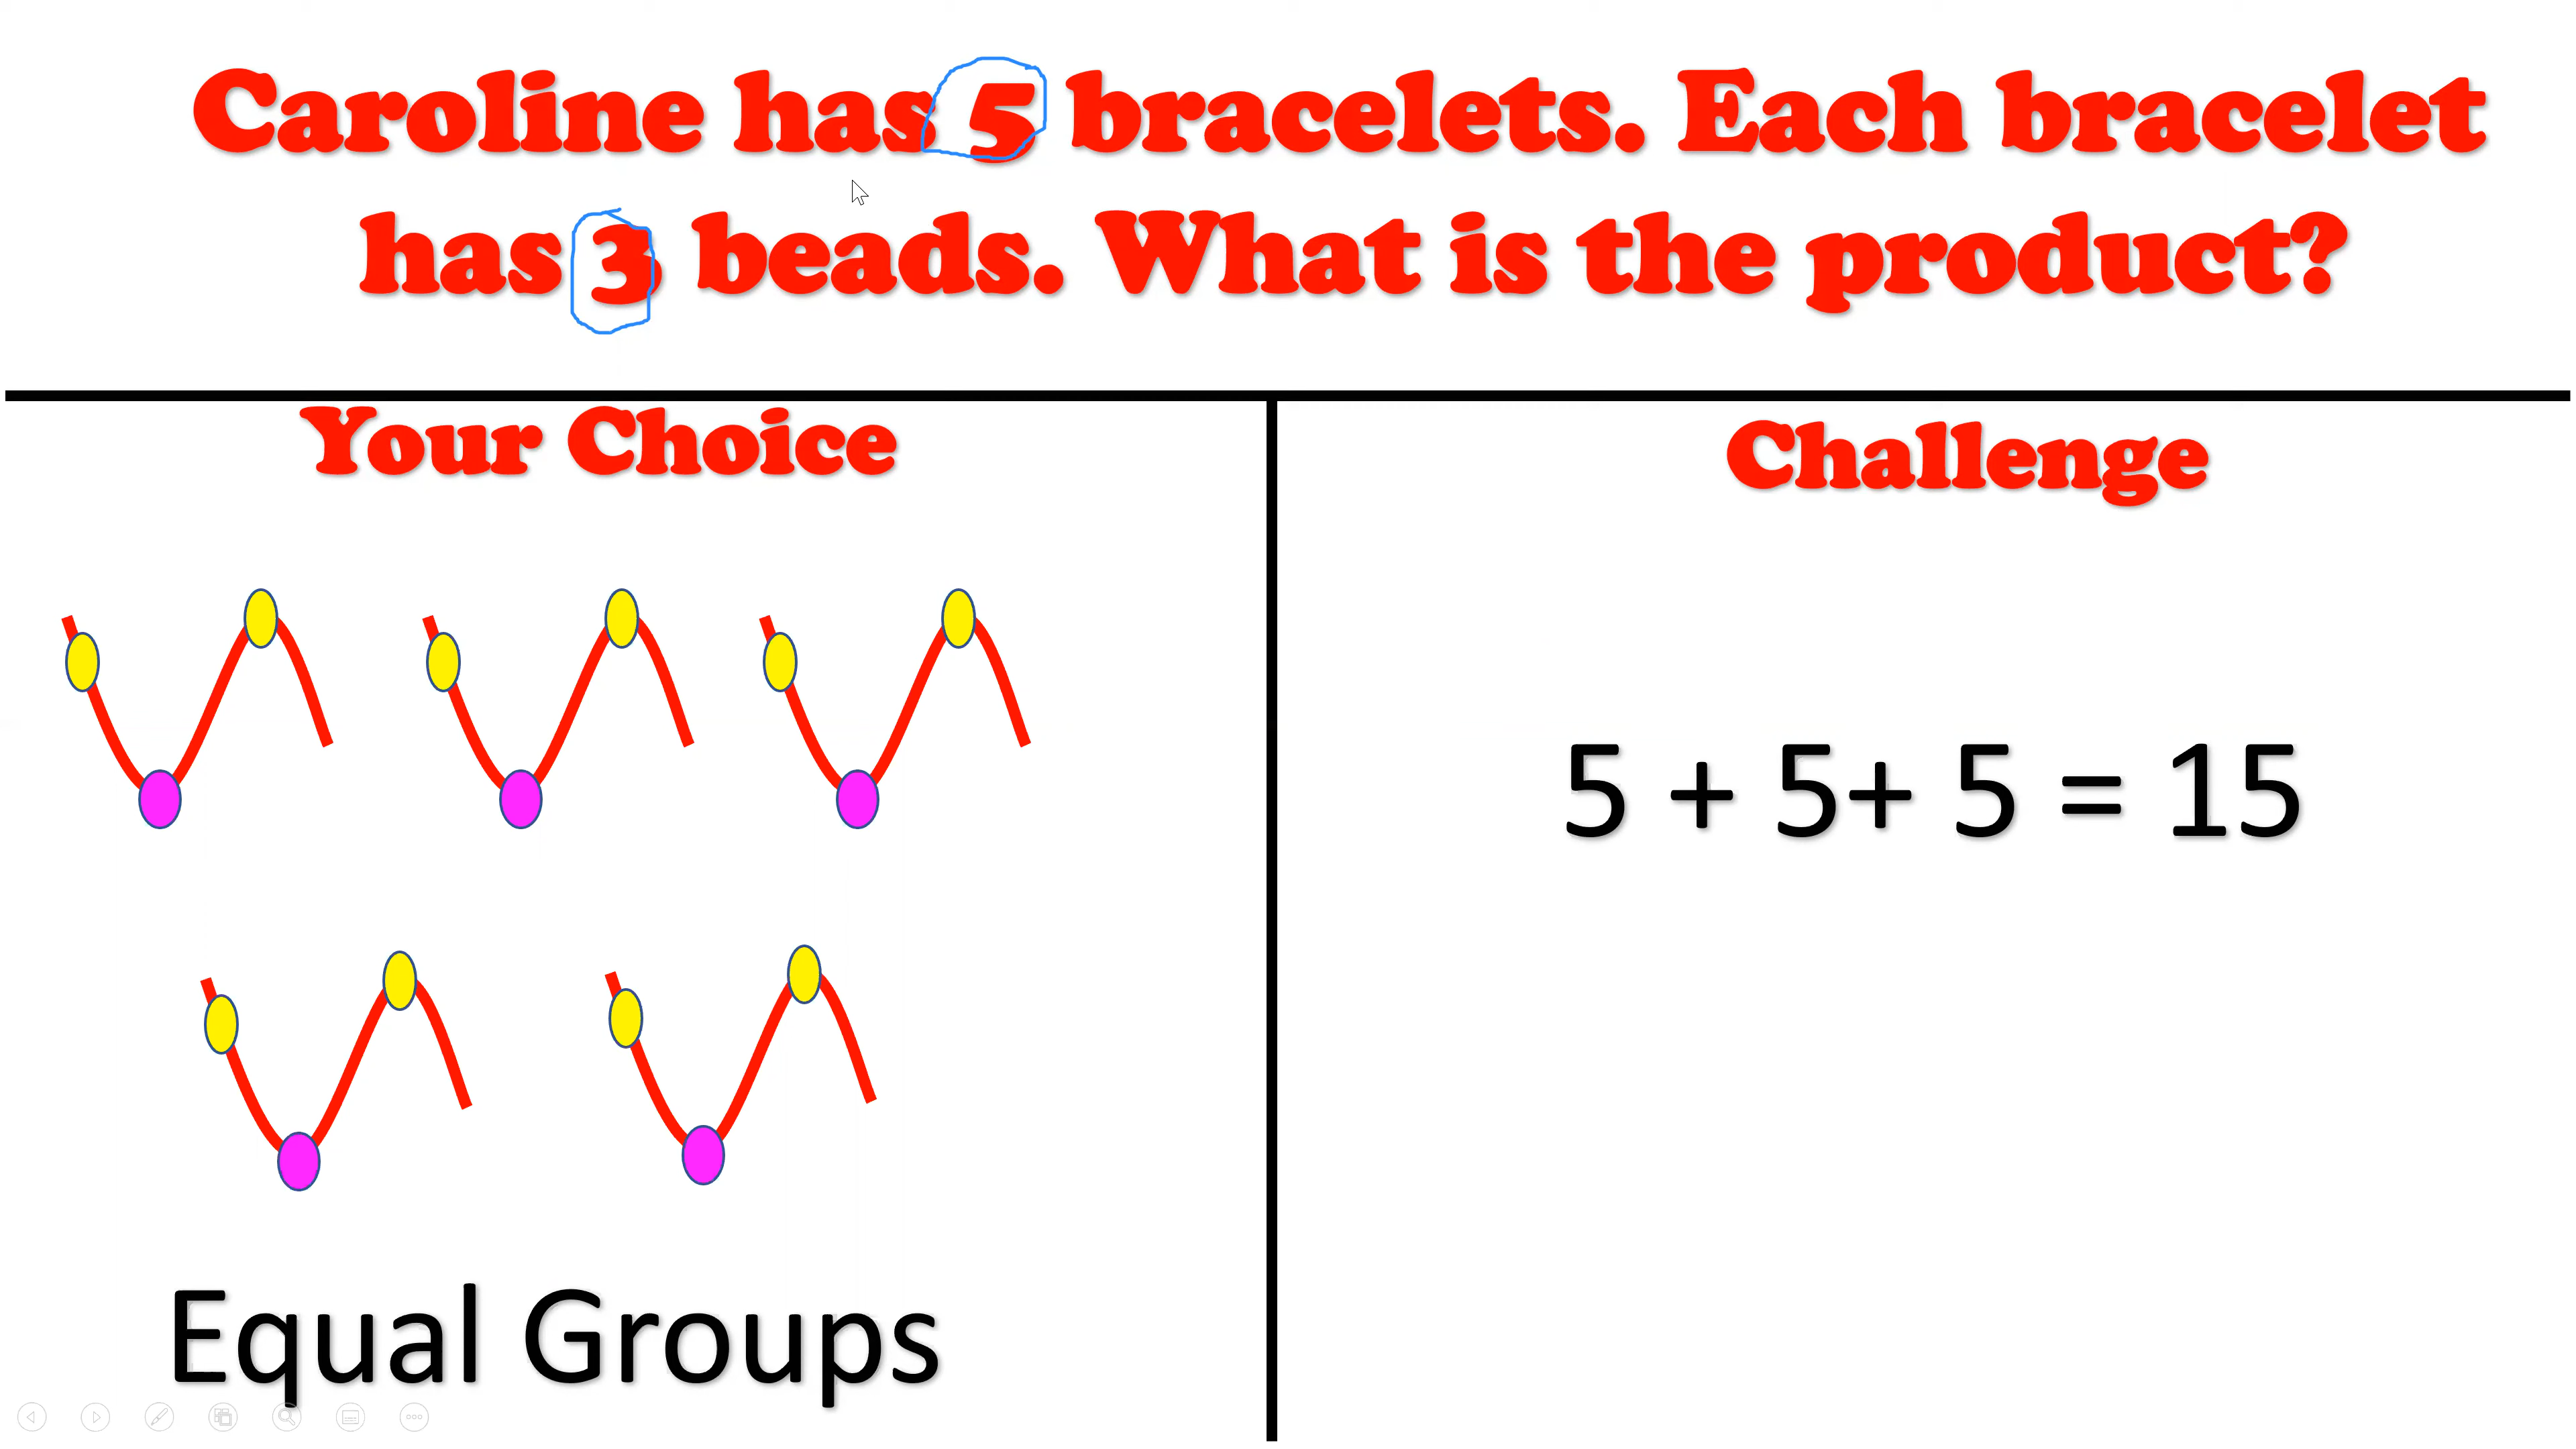 Caroline has 5 bracelets. Each bracelet
has 3 beads. What is the product?
Your Choice
Challenge
5 + 5+ 5 = 15
Equal Groups